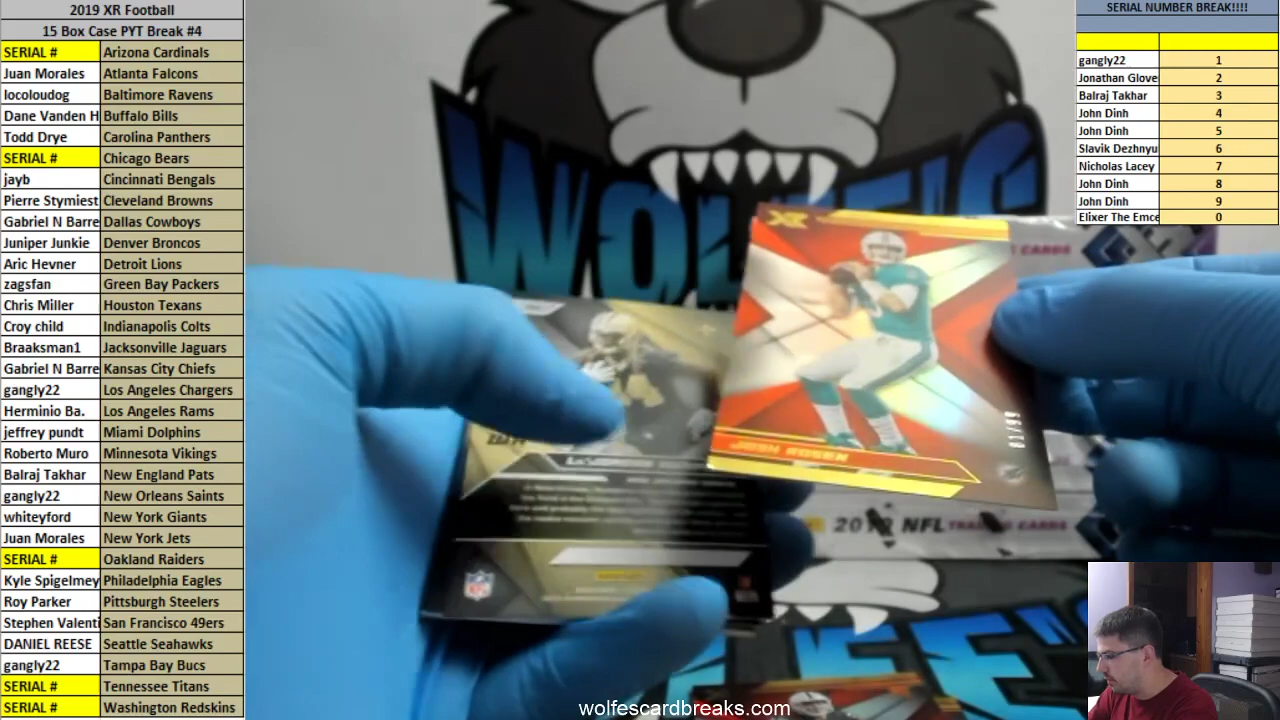 2019 XR Football
15 Box Case PYT Break #4
SERIAL # Arizona Cardinals
Juan Morales Atlanta Falcons
locoloudog Baltimore Ravens
Dane Vanden H Buffalo Bills
Todd Drye Carolina Panthers
SERIAL # Chicago Bears
jayb Cincinnati Bengals
Pierre Stymiest Cleveland Browns
Gabriel N Barre Dallas Cowboys
Juniper Junkie Denver Broncos
Aric Hevner Detroit Lions
zagsfan Green Bay Packers
Chris Miller Houston Texans
Croy child Indianapolis Colts
Braaksman1 Jacksonville Jaguars
Gabriel N Barre Kansas City Chiefs
gangly22 Los Angeles Chargers
Herminio Ba. Los Angeles Rams
jeffrey pundt Miami Dolphins
Roberto Muro Minnesota Vikings
Balraj Takhar New England Pats
gangly22 New Orleans Saints
whiteyford New York Giants
Juan Morales New York Jets
SERIAL # Oakland Raiders
Kyle Spigelmey Philadelphia Eagles
Roy Parker Pittsburgh Steelers
Stephen Valenti San Francisco 49ers
DANIEL REESE Seattle Seahawks
gangly22 Tampa Bay Bucs
SERIAL # Tennessee Titans
SERIAL # Washington Redskins
SERIAL NUMBER BREAK!!!!
gangly22 1
Jonathan Glove 2
Balraj Takhar 3
John Dinh 4
John Dinh 5
Slavik Dezhnyu 6
Nicholas Lacey 7
John Dinh 8
John Dinh 9
Elixer The Emce 0
XR
JOSH ROSEN
81/99
CARDS
2019 NFL TRADING CARDS
NFL
wolfescardbreaks.com